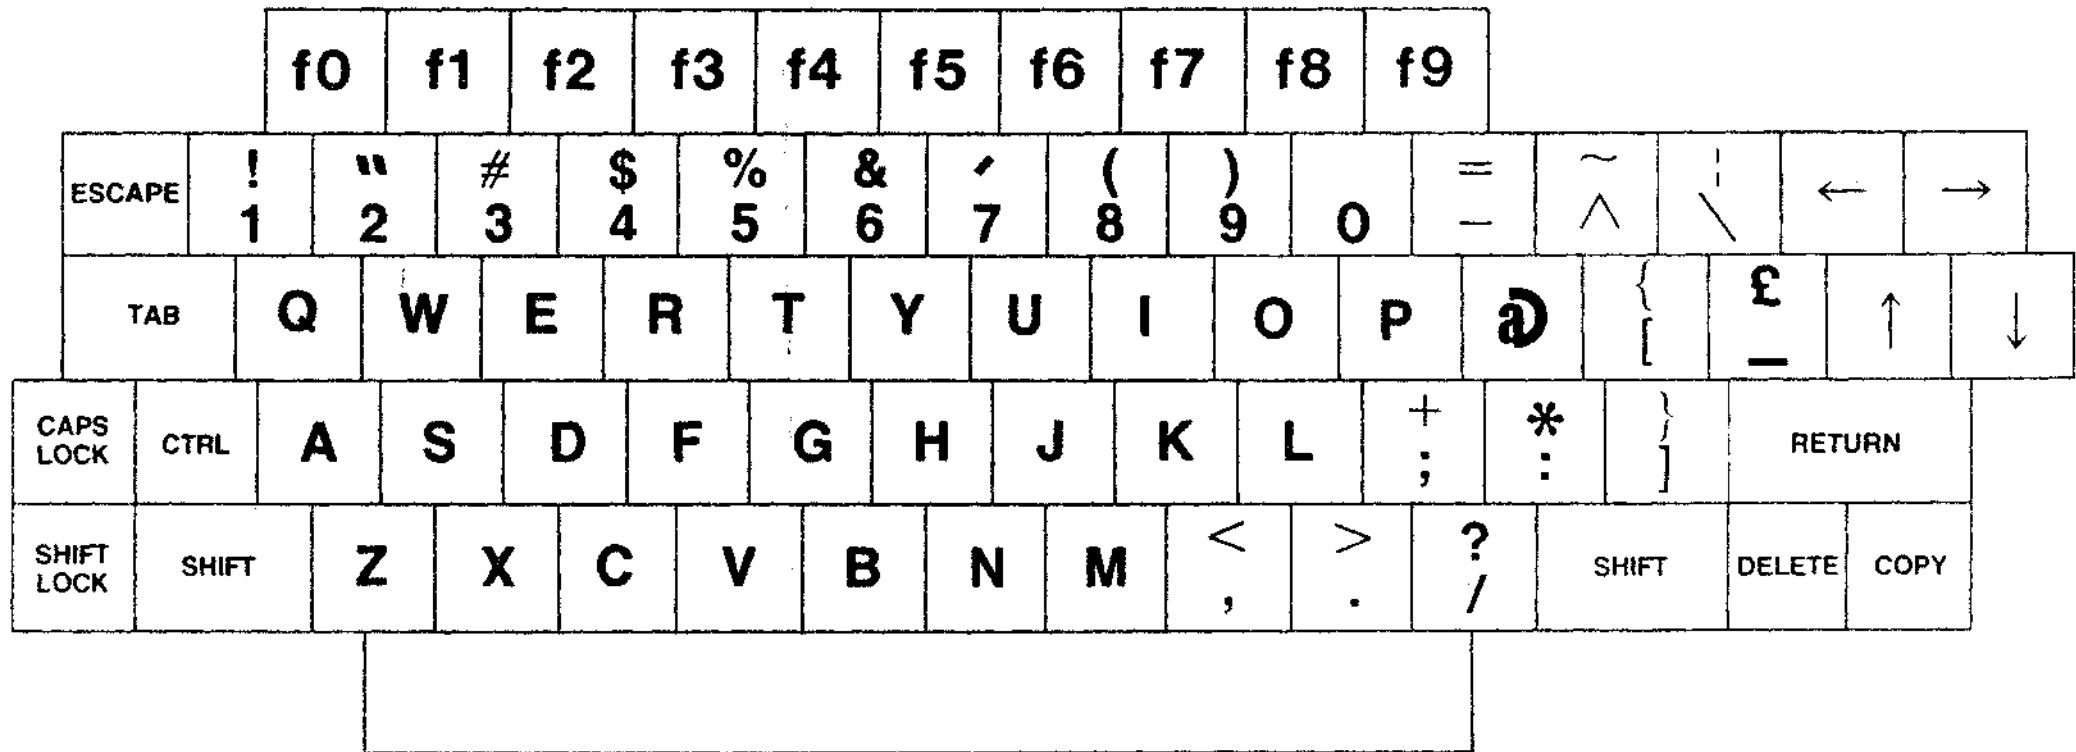 f0 f1 f2 f3 f4 f5 f6 f7 f8 f9
! " # $ % & ' ( ) = ~ ¦
ESCAPE 1 2 3 4 5 6 7 8 9 0 - ^ \ ← →
{ £
TAB Q W E R T Y U I O P @ [ _ ↑ ↓
CAPS LOCK CTRL A S D F G H J K L + ; * : } ] RETURN
SHIFT LOCK SHIFT Z X C V B N M < , > . ? / SHIFT DELETE COPY